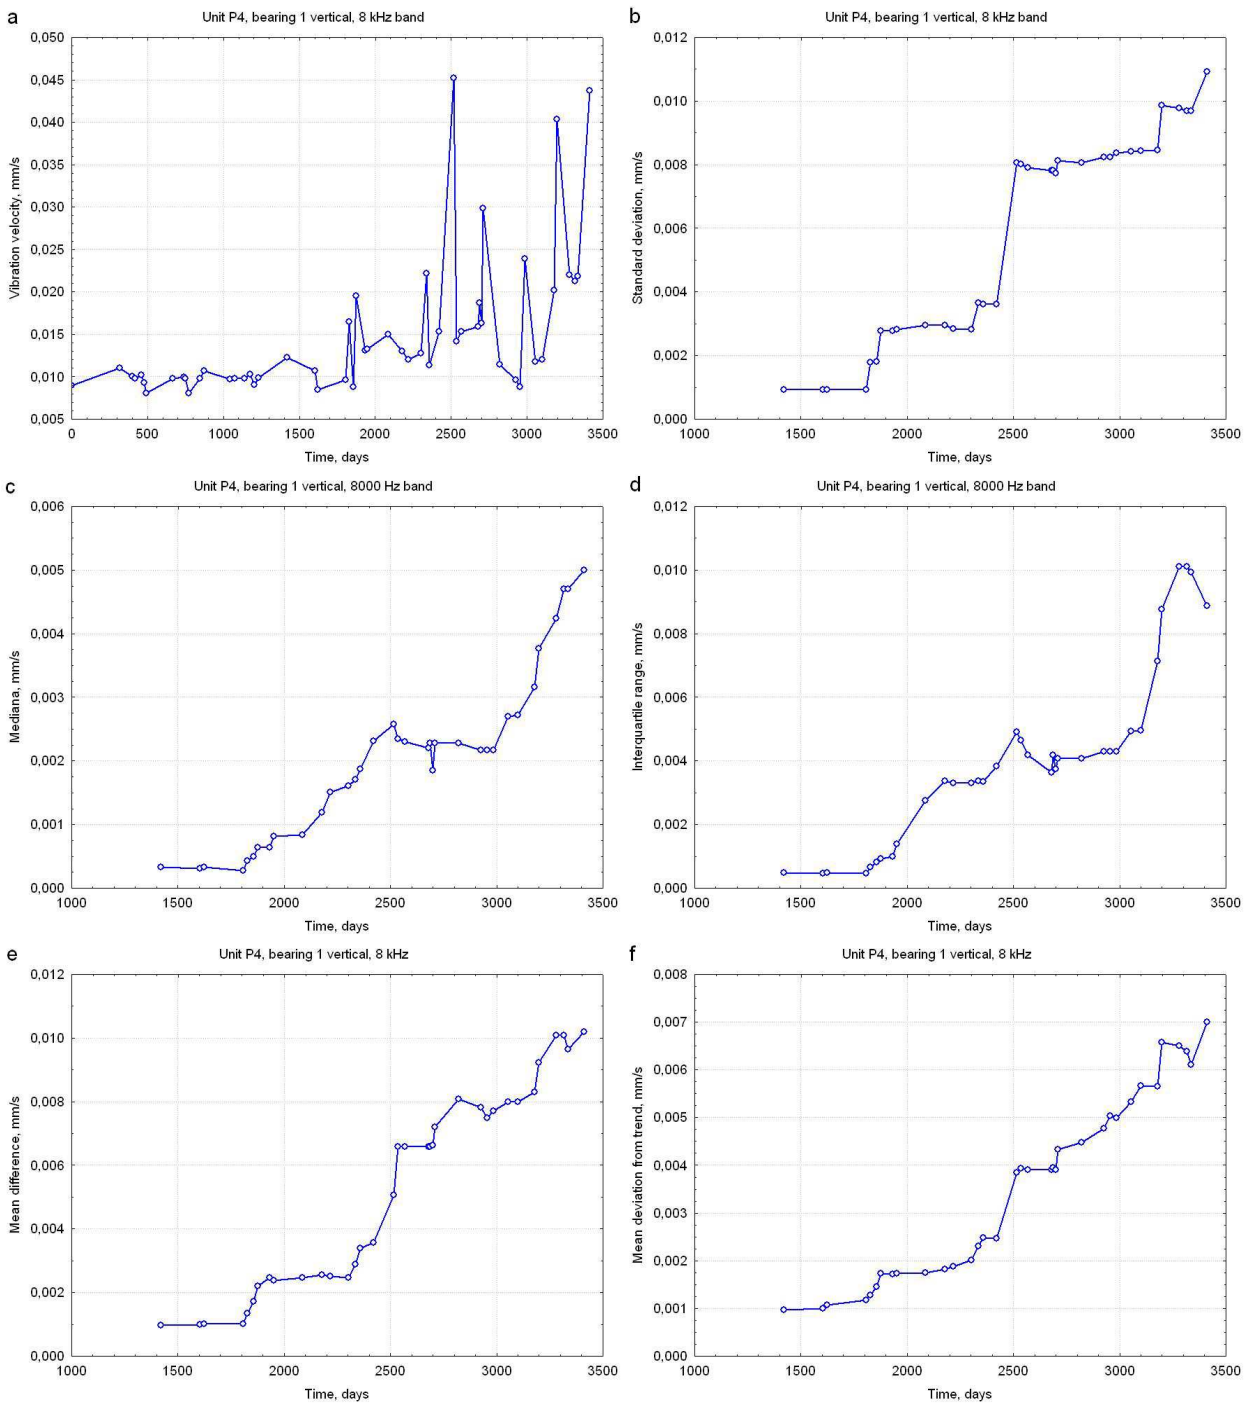 a
Unit P4, bearing 1 vertical, 8 kHz band
0,050
0,045
0,040
0,035
0,030
0,025
0,020
0,015
0,010
0,005
Vibration velocity, mm/s
0 500 1000 1500 2000 2500 3000 3500
Time, days
b
Unit P4, bearing 1 vertical, 8 kHz band
0,012
0,010
0,008
0,006
0,004
0,002
0,000
Standard deviation, mm/s
1000 1500 2000 2500 3000 3500
Time, days
c
Unit P4, bearing 1 vertical, 8000 Hz band
0,006
0,005
0,004
0,003
0,002
0,001
0,000
Mediana, mm/s
1000 1500 2000 2500 3000 3500
Time, days
d
Unit P4, bearing 1 vertical, 8000 Hz band
0,012
0,010
0,008
0,006
0,004
0,002
0,000
Interquartile range, mm/s
1000 1500 2000 2500 3000 3500
Time, days
e
Unit P4, bearing 1 vertical, 8 kHz
0,012
0,010
0,008
0,006
0,004
0,002
0,000
Mean difference, mm/s
1000 1500 2000 2500 3000 3500
Time, days
f
Unit P4, bearing 1 vertical, 8 kHz
0,008
0,007
0,006
0,005
0,004
0,003
0,002
0,001
0,000
Mean deviation from trend, mm/s
1000 1500 2000 2500 3000 3500
Time, days